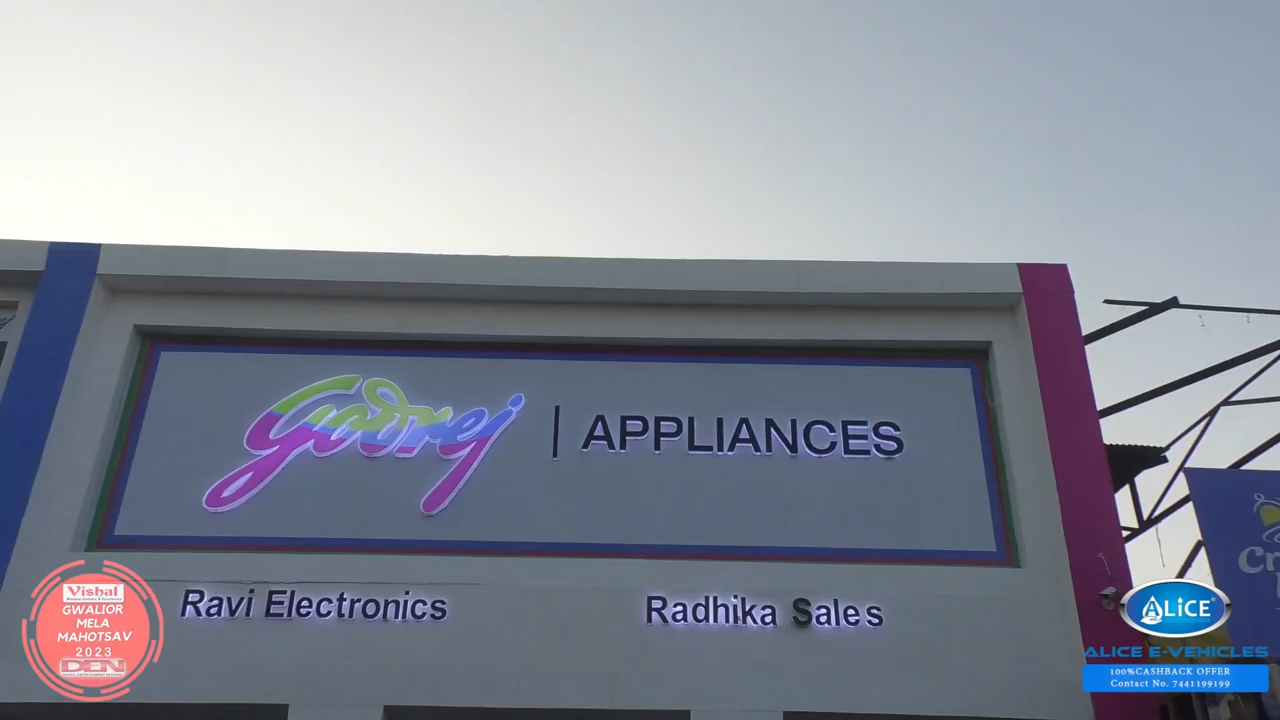 Godrej | APPLIANCES
Ravi Electronics
Radhika Sales
Vishal
GWALIOR
MELA
MAHOTSAV
2023
DEN
ALICE
ALICE E-VEHICLES
100%CASHBACK OFFER
Contact No. 7441199199